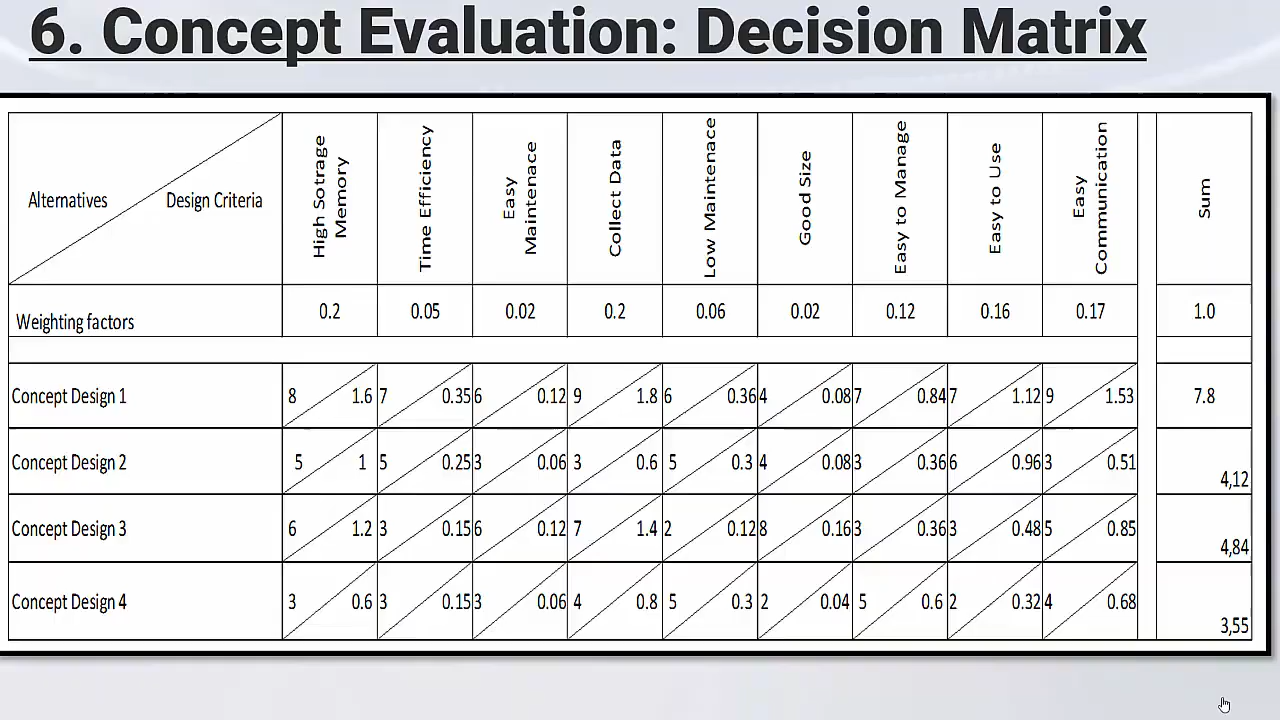 6. Concept Evaluation: Decision Matrix
Alternatives
Design Criteria
High Sotrage
Memory
Time Efficiency
Easy
Maintenace
Collect Data
Low Maintenace
Good Size
Easy to Manage
Easy to Use
Easy
Communication
Sum
Weighting factors 0.2 0.05 0.02 0.2 0.06 0.02 0.12 0.16 0.17 1.0
Concept Design 1 8 1.6 7 0.35 6 0.12 9 1.8 6 0.36 4 0.08 7 0.84 7 1.12 9 1.53 7.8
Concept Design 2 5 1 5 0.25 3 0.06 3 0.6 5 0.3 4 0.08 3 0.36 6 0.96 3 0.51 4,12
Concept Design 3 6 1.2 3 0.15 6 0.12 7 1.4 2 0.12 8 0.16 3 0.36 3 0.48 5 0.85 4,84
Concept Design 4 3 0.6 3 0.15 3 0.06 4 0.8 5 0.3 2 0.04 5 0.6 2 0.32 4 0.68 3,55